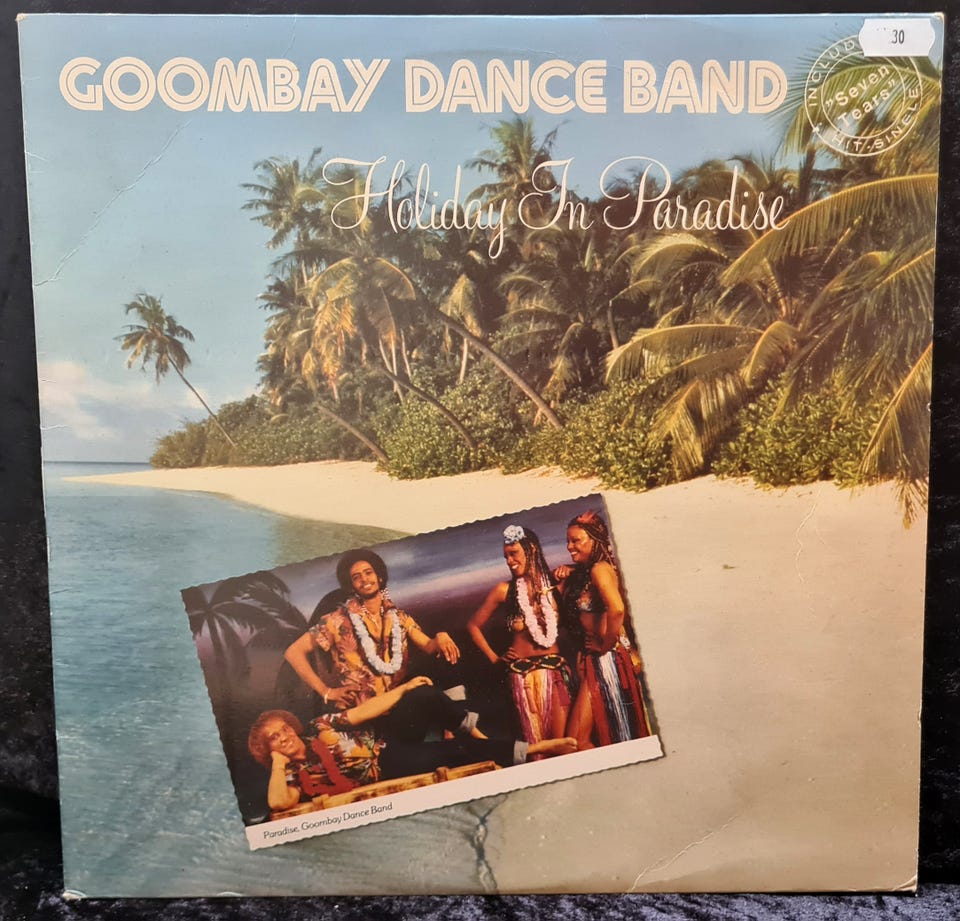 GOOMBAY DANCE BAND
Holiday In Paradise
"Seven
Tears"
HIT-SINGLE
30
Paradise, Goombay Dance Band